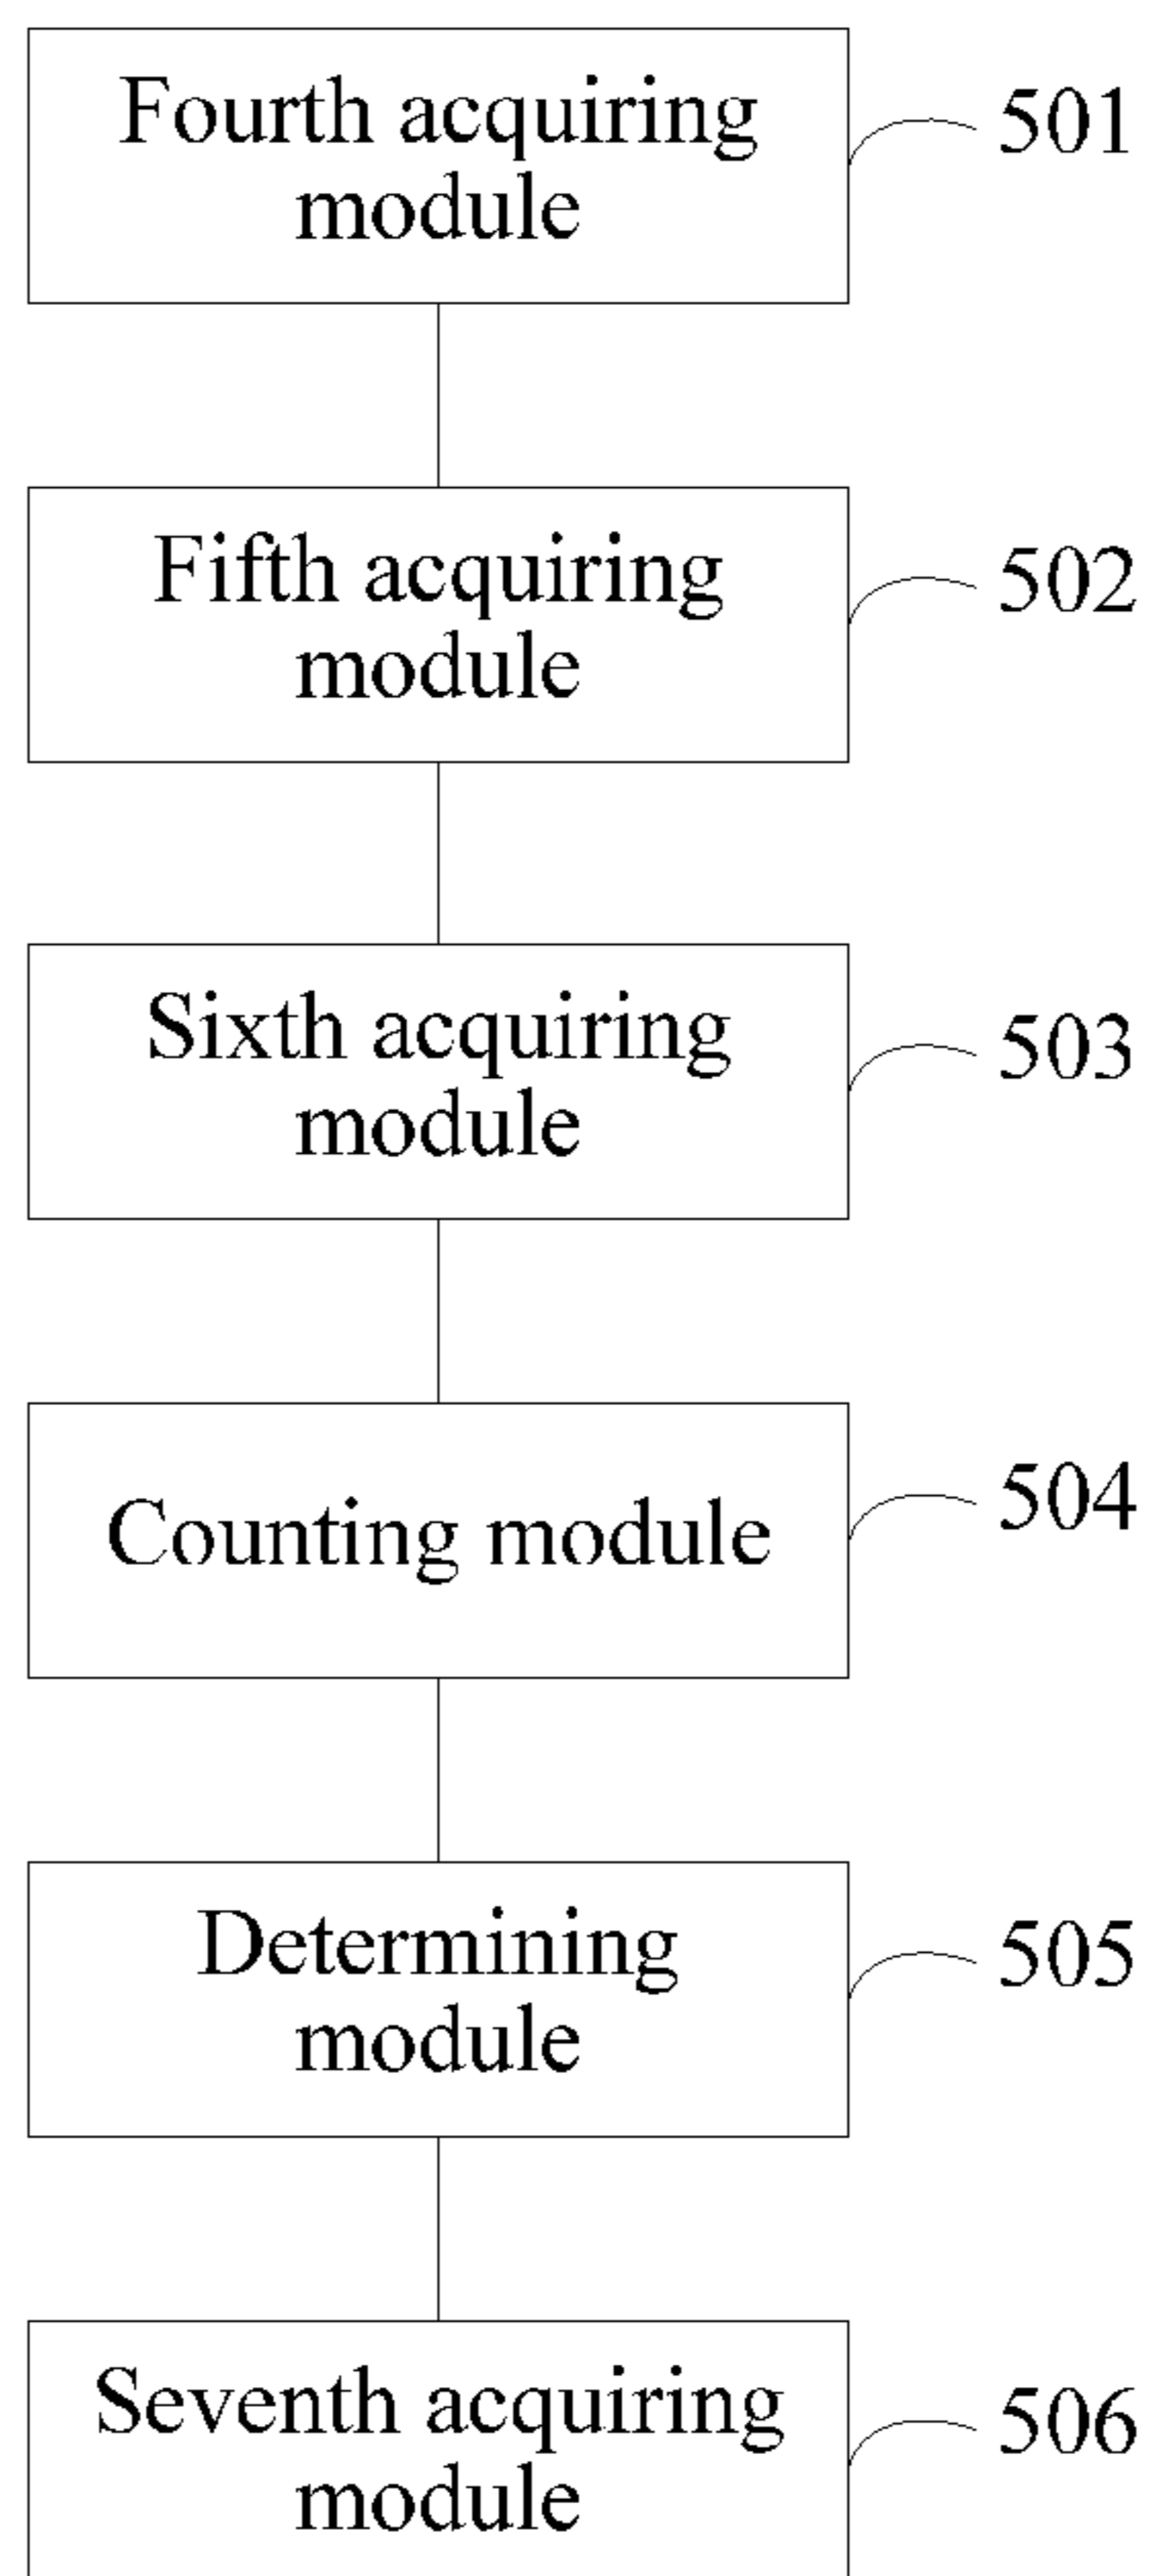 Fourth acquiring
module
501
Fifth acquiring
module
502
Sixth acquiring
module
503
Counting module
504
Determining
module
505
Seventh acquiring
module
506